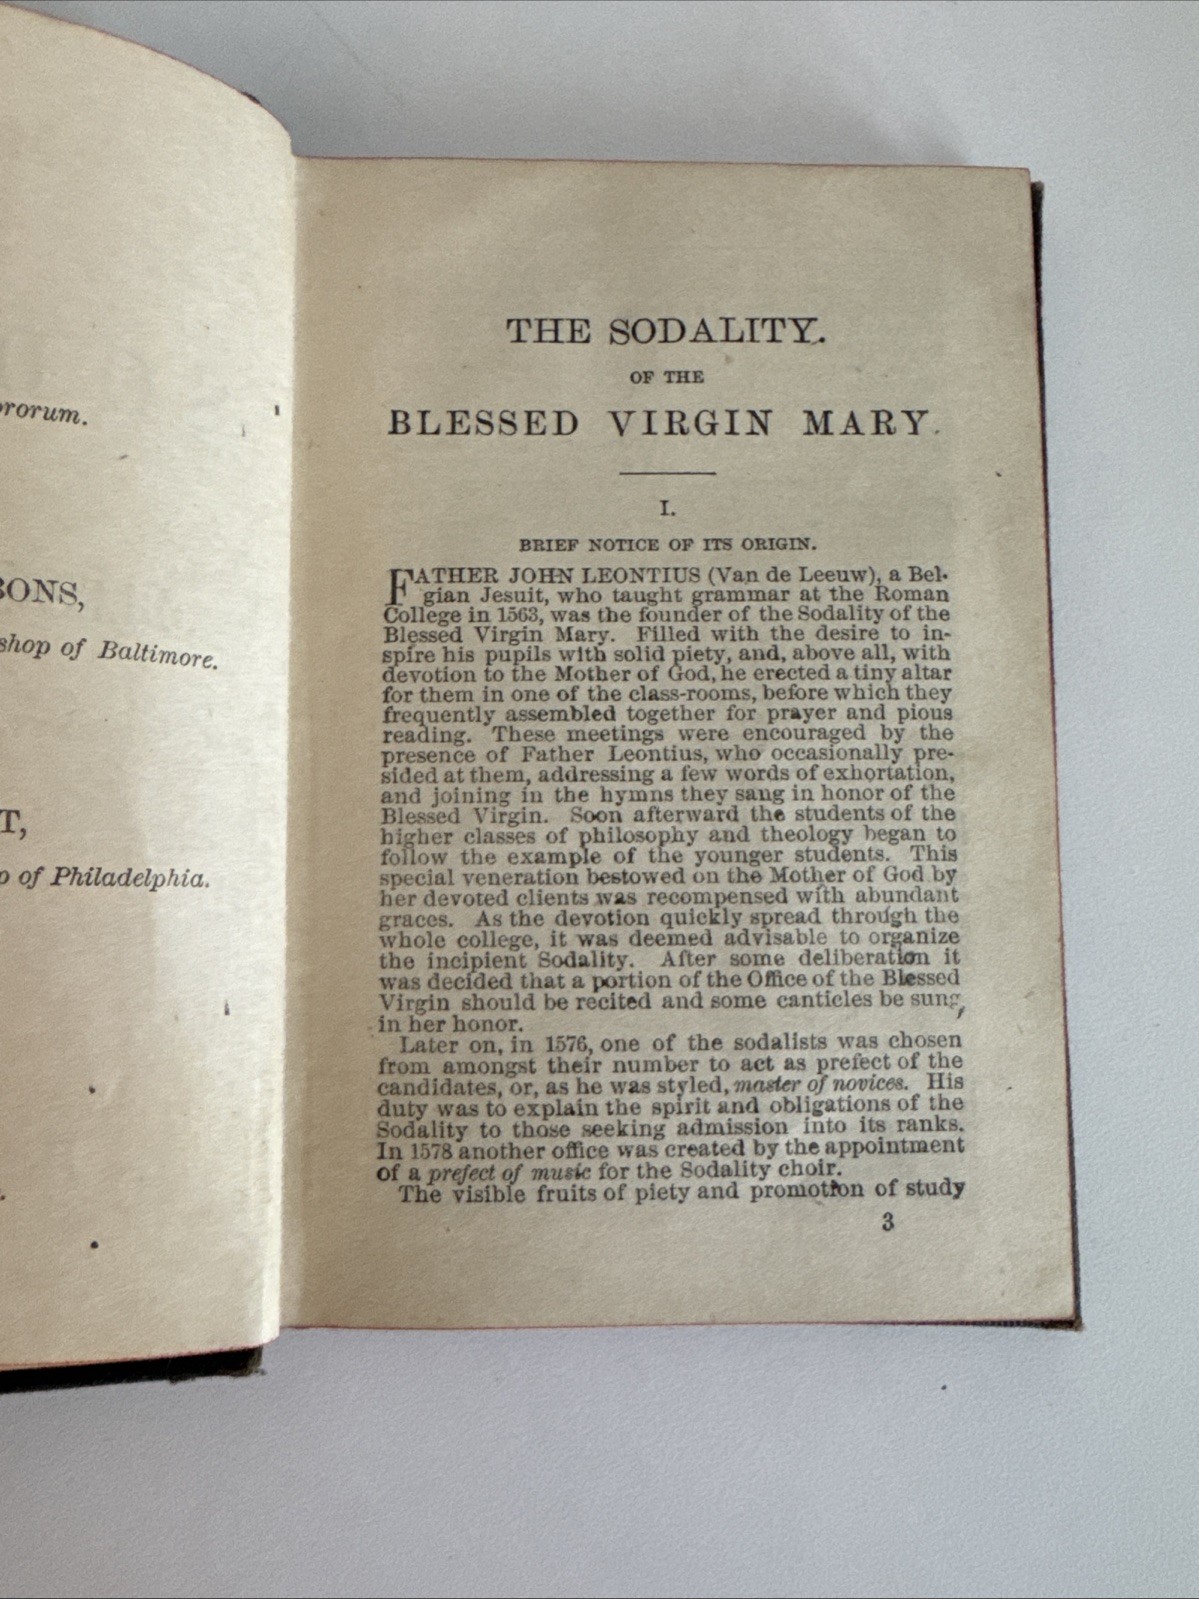 rorum.
BONS,
shop of Baltimore.
T,
of Philadelphia.
THE SODALITY.
OF THE
BLESSED VIRGIN MARY.
I.
BRIEF NOTICE OF ITS ORIGIN.
FATHER JOHN LEONTIUS (Van de Leeuw), a Bel-
gian Jesuit, who taught grammar at the Roman
College in 1563, was the founder of the Sodality of the
Blessed Virgin Mary. Filled with the desire to in-
spire his pupils with solid piety, and, above all, with
devotion to the Mother of God, he erected a tiny altar
for them in one of the class-rooms, before which they
frequently assembled together for prayer and pious
reading. These meetings were encouraged by the
presence of Father Leontius, who occasionally pre-
sided at them, addressing a few words of exhortation,
and joining in the hymns they sang in honor of the
Blessed Virgin. Soon afterward the students of the
higher classes of philosophy and theology began to
follow the example of the younger students. This
special veneration bestowed on the Mother of God by
her devoted clients was recompensed with abundant
graces. As the devotion quickly spread through the
whole college, it was deemed advisable to organize
the incipient Sodality. After some deliberation it
was decided that a portion of the Office of the Blessed
Virgin should be recited and some canticles be sung
in her honor.
Later on, in 1576, one of the sodalists was chosen
from amongst their number to act as prefect of the
candidates, or, as he was styled, master of novices. His
duty was to explain the spirit and obligations of the
Sodality to those seeking admission into its ranks.
In 1578 another office was created by the appointment
of a prefect of music for the Sodality choir.
The visible fruits of piety and promotion of study
3